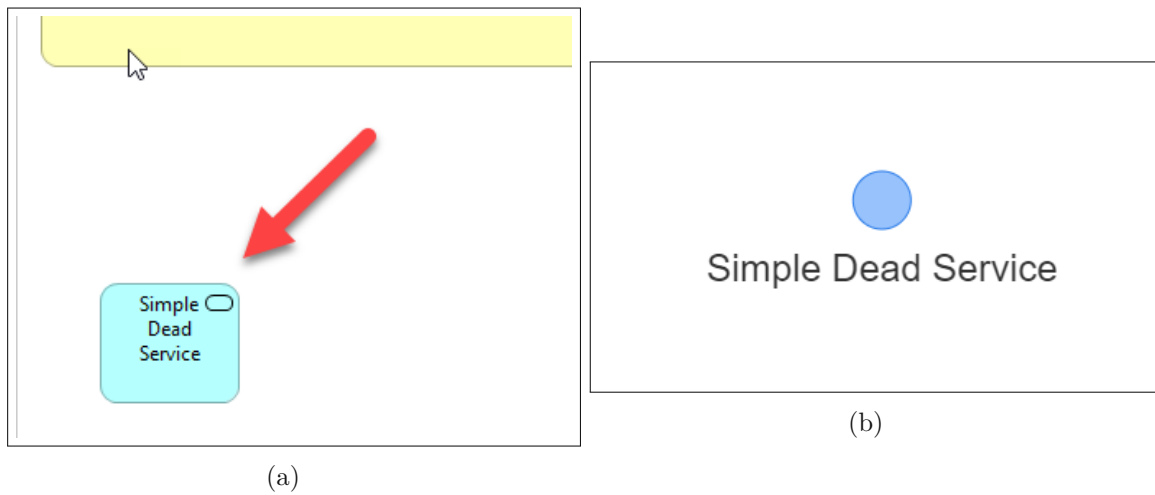 Simple
Dead
Service
(a)
Simple Dead Service
(b)